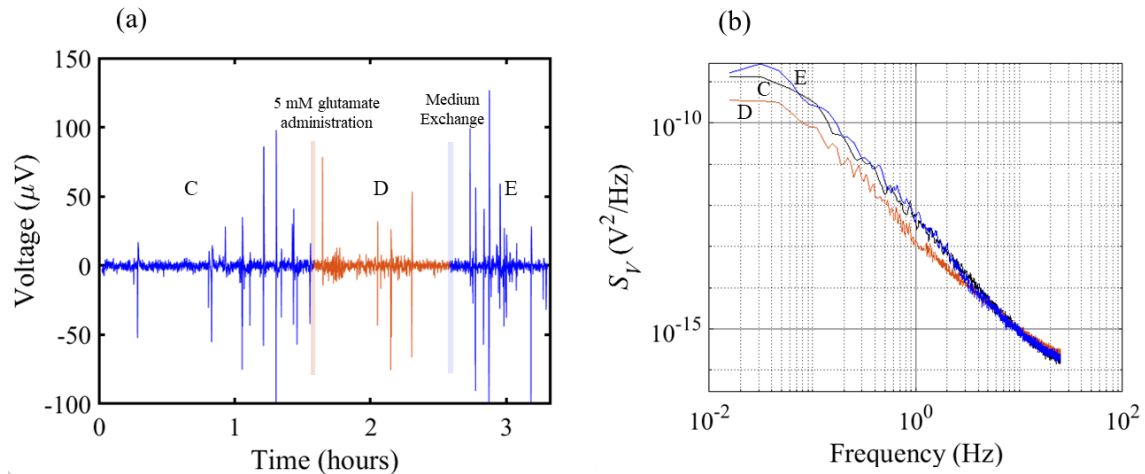 (a)
(b)
150
100
50
0
-50
-100
Voltage (μV)
5 mM glutamate
administration
Medium
Exchange
C
D
E
0
1
2
3
Time (hours)
E
C
D
10^-10
10^-15
S_V (V^2/Hz)
10^-2
10^0
10^2
Frequency (Hz)